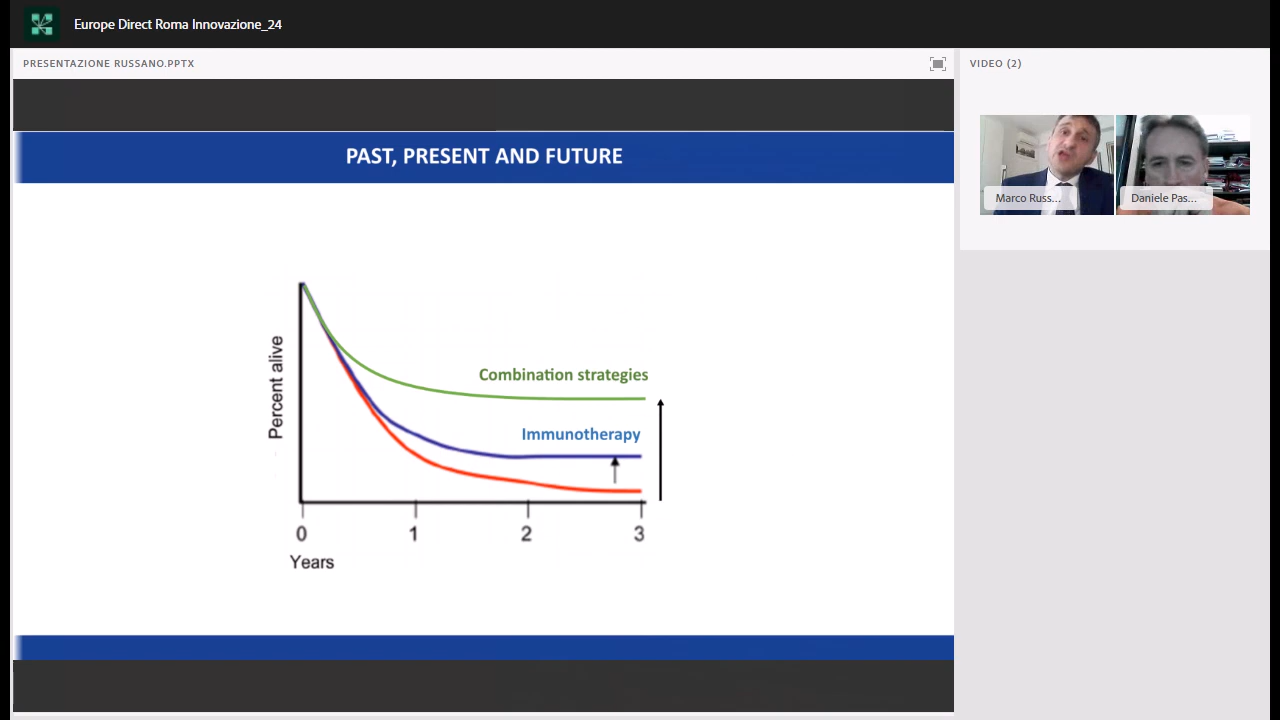 Europe Direct Roma Innovazione_24
PRESENTAZIONE RUSSANO.PPTX
VIDEO (2)
PAST, PRESENT AND FUTURE
Marco Russ...
Daniele Pas...
Percent alive
Combination strategies
Immunotherapy
0 1 2 3
Years